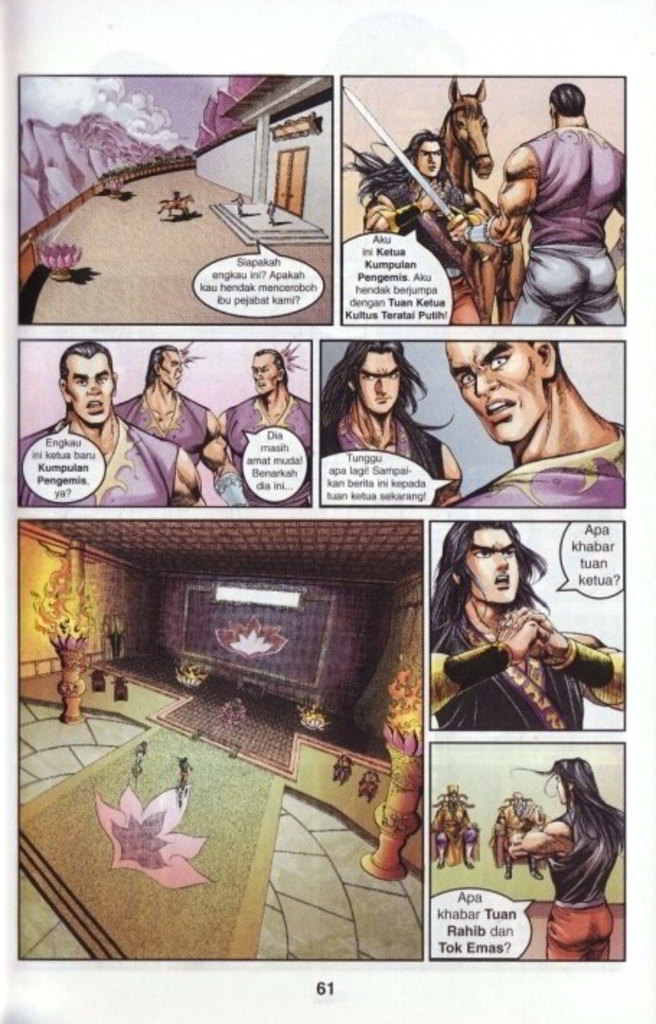 Siapakah
engkau ini? Apakah
kau hendak menceroboh
ibu pejabat kami?
Aku
ini Ketua
Kumpulan
Pengemis. Aku
hendak berjumpa
dengan Tuan Ketua
Kultus Teratai Putih!
Engkau
ini ketua baru
Kumpulan
Pengemis,
ya?
Dia
masih
amat muda!
Benarkah
dia ini...
Tunggu
apa lagi! Sampai-
kan berita ini kepada
tuan ketua sekarang!
Apa
khabar
tuan
ketua?
Apa
khabar Tuan
Rahib dan
Tok Emas?
61